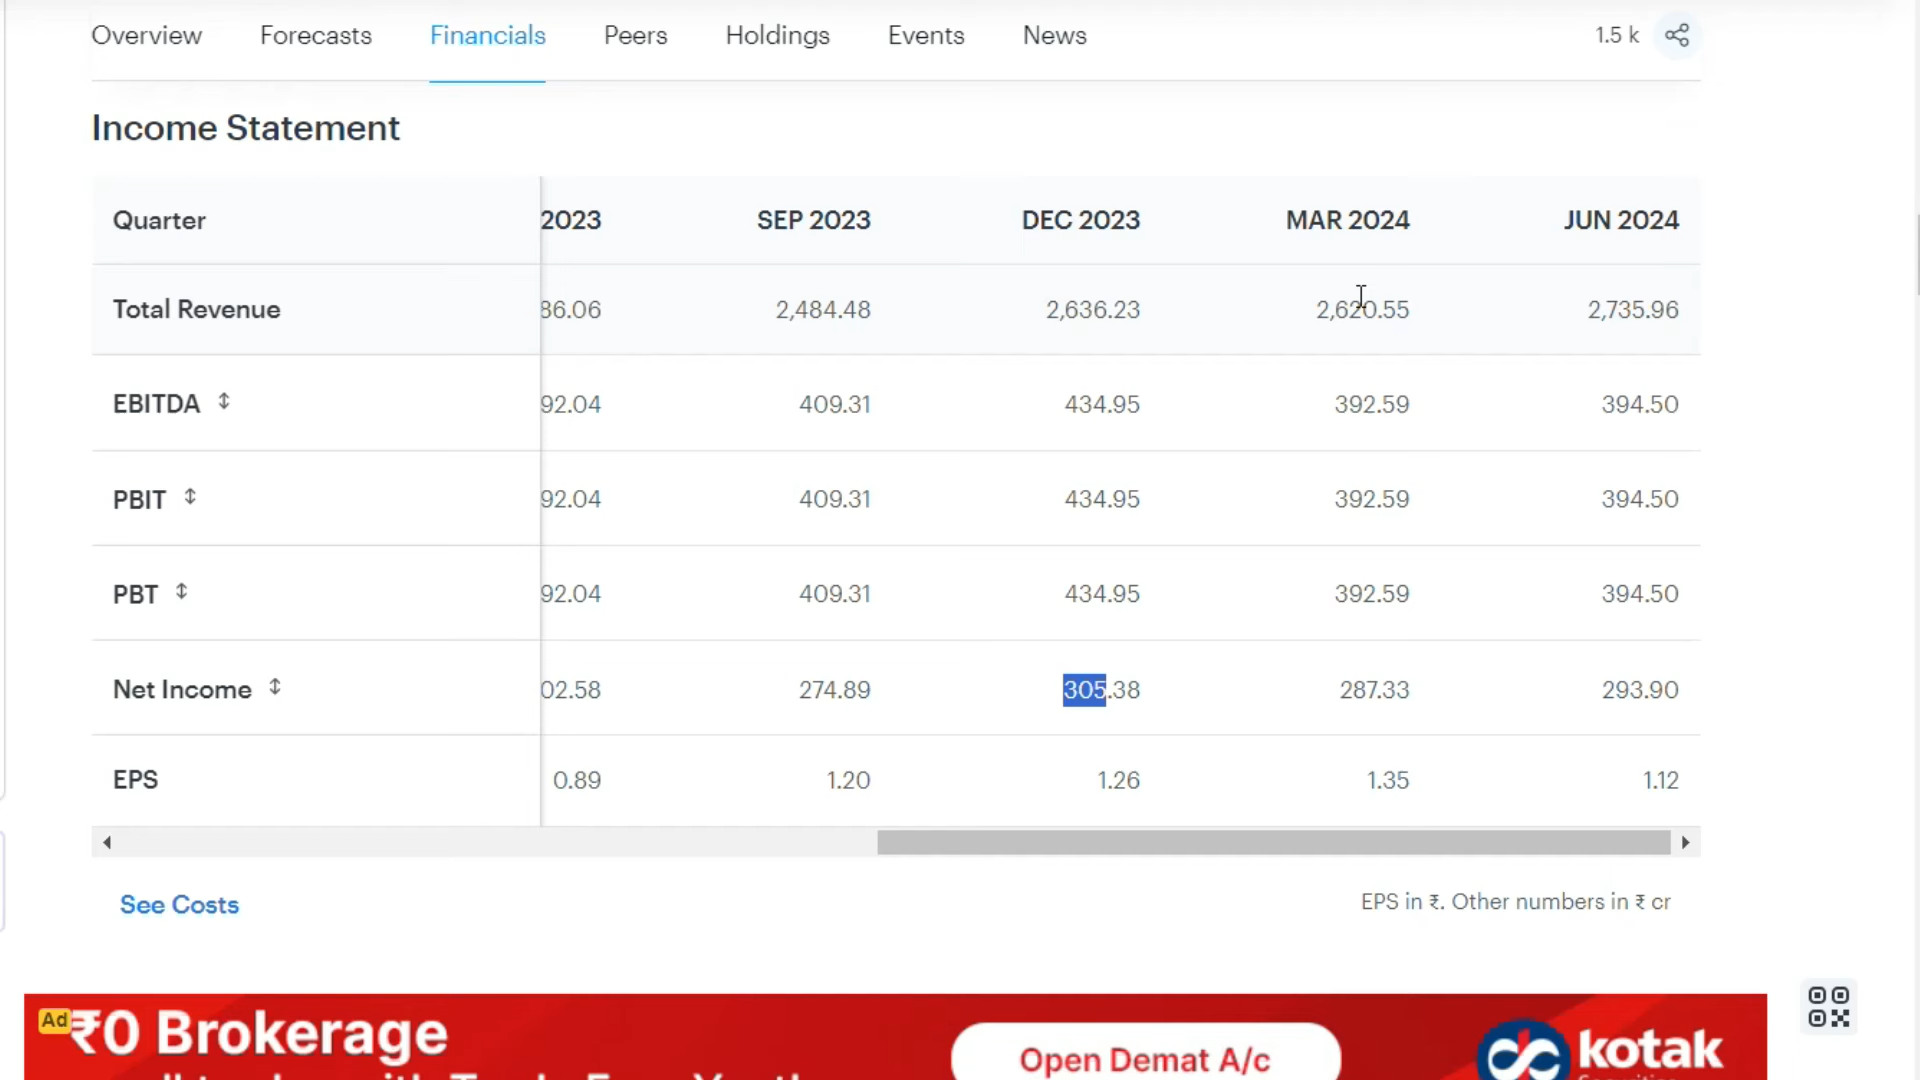 Overview Forecasts Financials Peers Holdings Events News 1.5 k
Income Statement
Quarter 2023 SEP 2023 DEC 2023 MAR 2024 JUN 2024
Total Revenue 36.06 2,484.48 2,636.23 2,620.55 2,735.96
EBITDA 92.04 409.31 434.95 392.59 394.50
PBIT 92.04 409.31 434.95 392.59 394.50
PBT 92.04 409.31 434.95 392.59 394.50
Net Income 02.58 274.89 305.38 287.33 293.90
EPS 0.89 1.20 1.26 1.35 1.12
See Costs EPS in ₹. Other numbers in ₹ cr
Ad ₹0 Brokerage
Open Demat A/c kotak